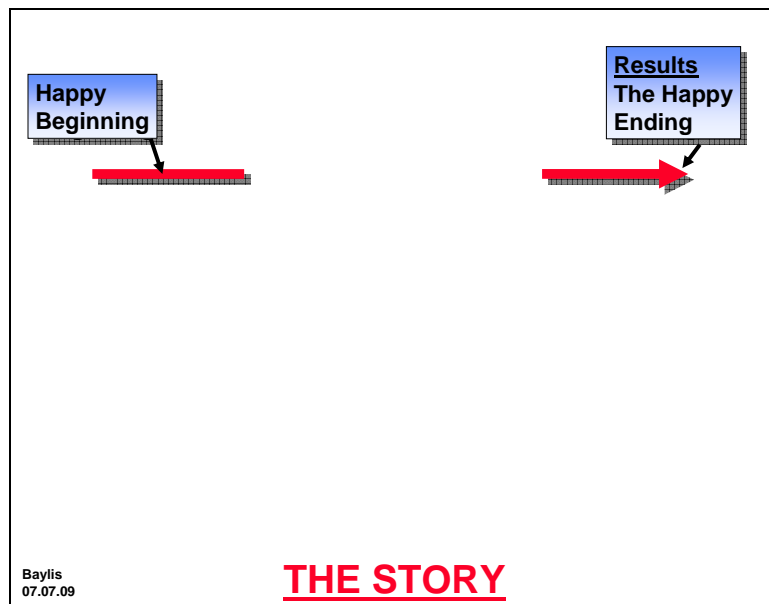 Happy
Beginning
Results
The Happy
Ending
Baylis
07.07.09
THE STORY